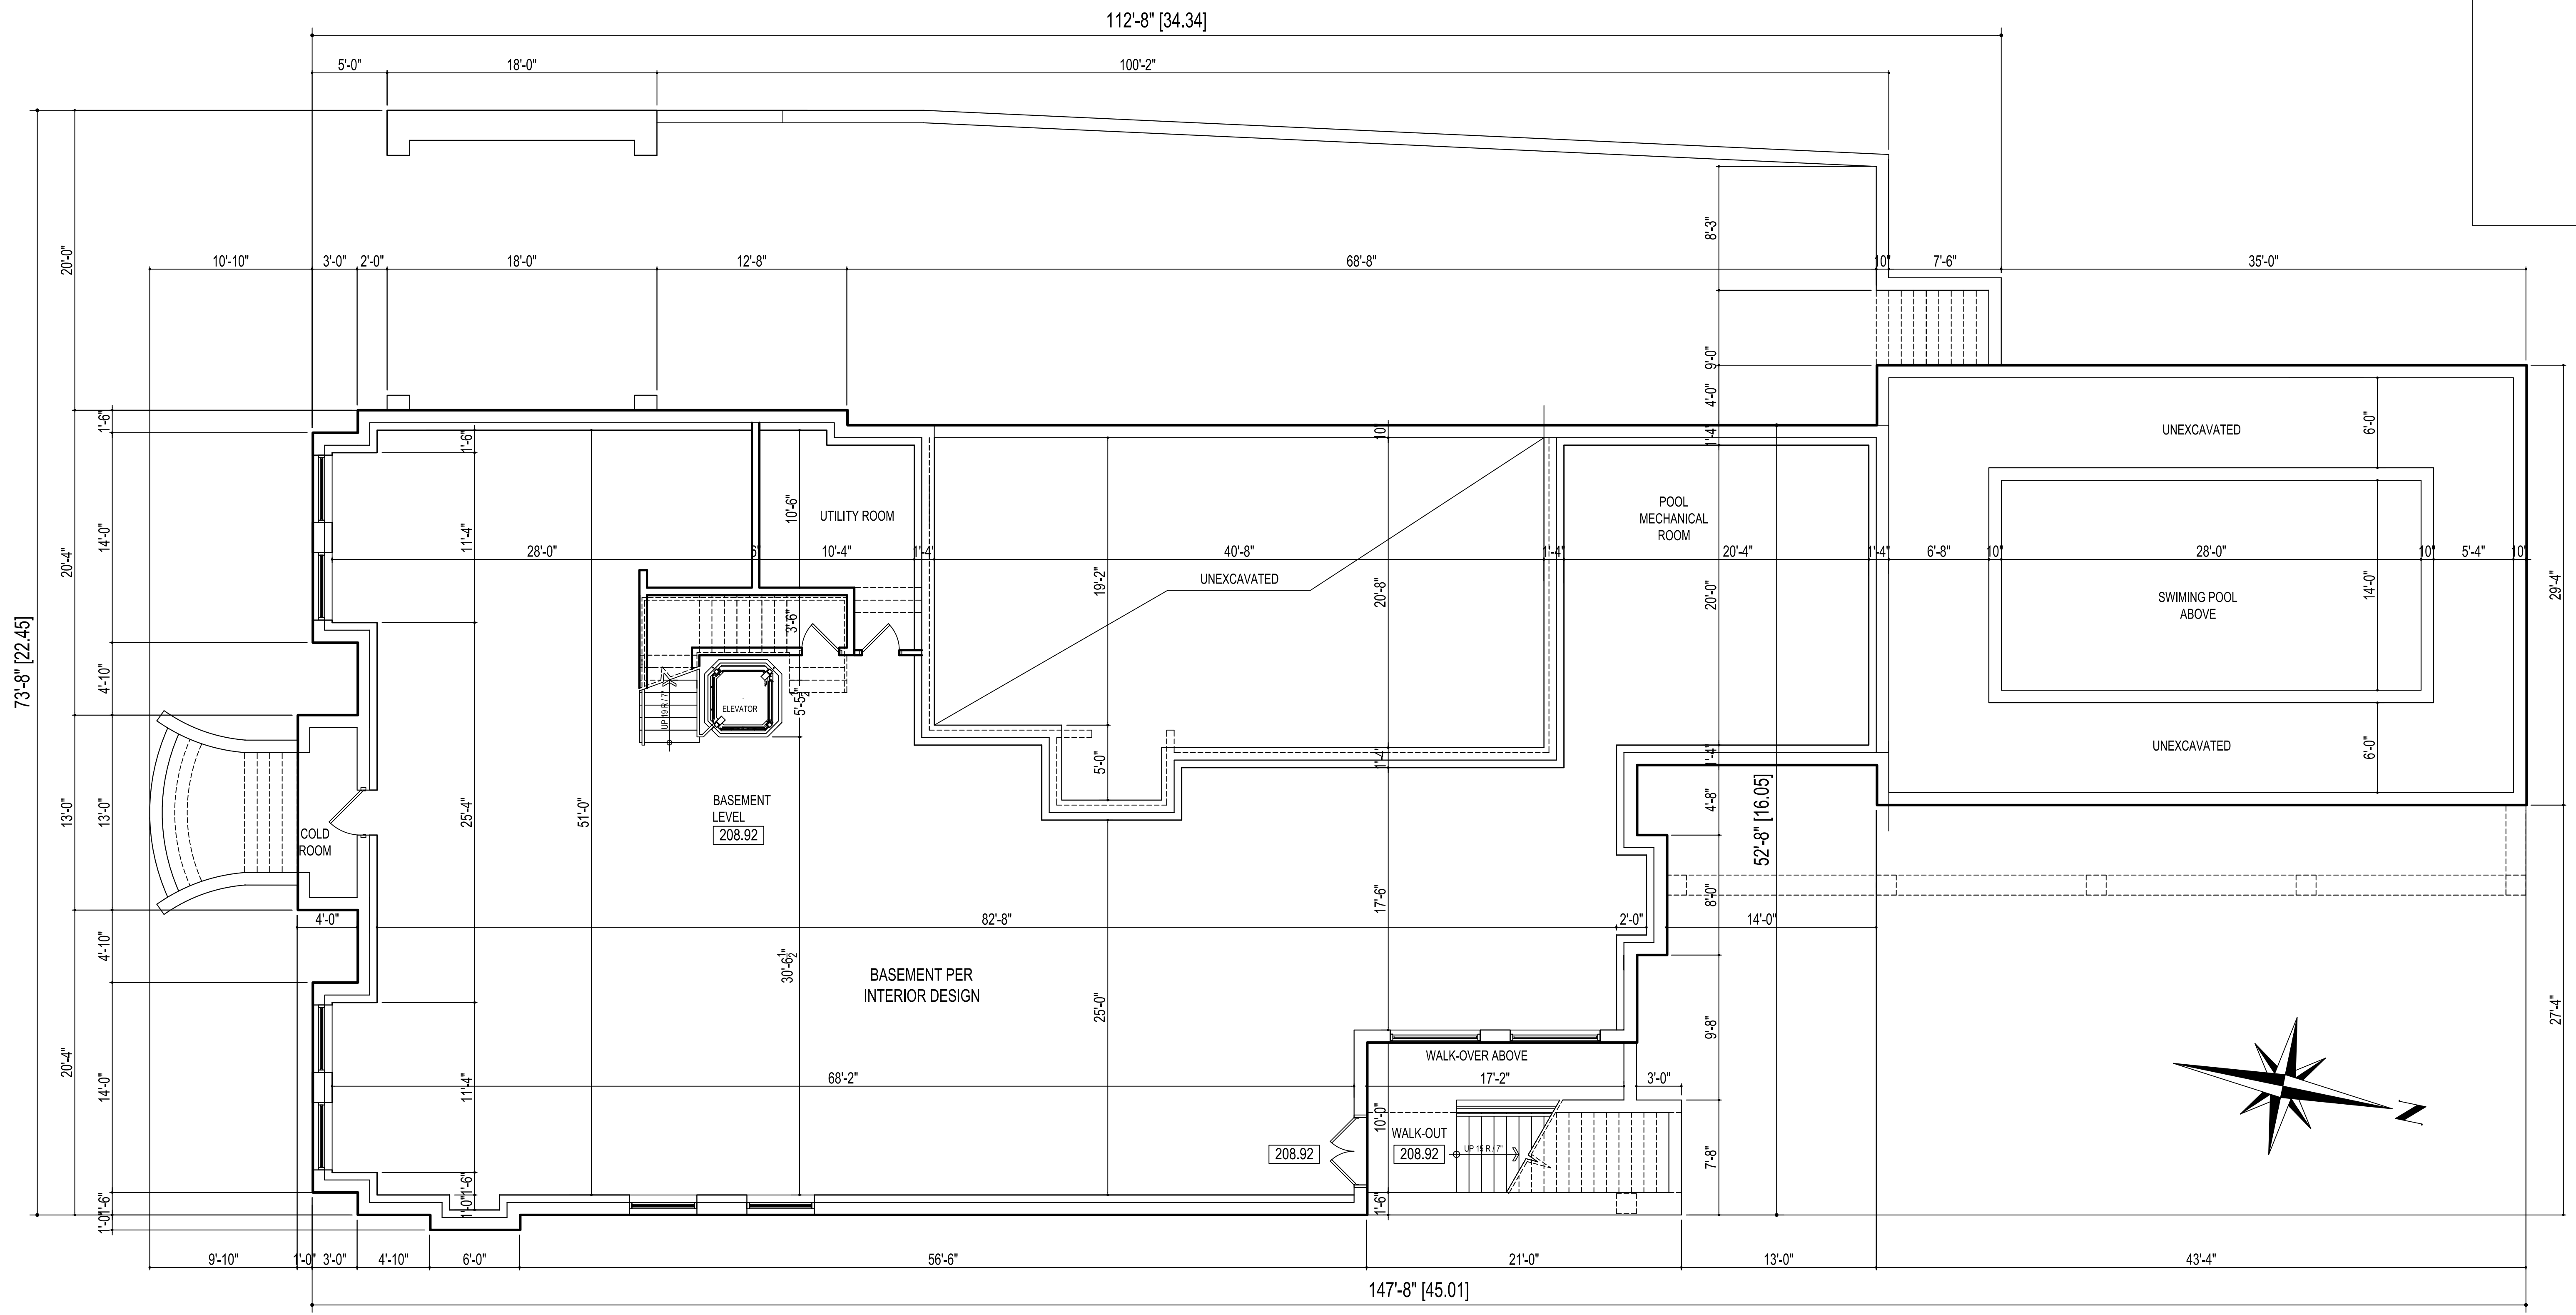 112'-8" [34.34]
5'-0" 18'-0" 100'-2"
20'-0"
8'-3"
10'-10" 3'-0" 2'-0" 18'-0" 12'-8" 68'-8" 10" 7'-6" 35'-0"
9'-0"
4'-0"
1'-6" 1'-6" 10" 1'-4" 6'-0"
UNEXCAVATED
20'-4" 14'-0" 11'-4" 10'-6"
UTILITY ROOM
POOL
MECHANICAL
ROOM
28'-0" 6" 10'-4" 1'-4" 40'-8" 1'-4" 20'-4" 1'-4" 6'-8" 10" 28'-0" 10" 5'-4" 10"
19'-2" 20'-8" 20'-0" 14'-0" 29'-4"
UNEXCAVATED
SWIMING POOL
ABOVE
3'-6"
73'-8" [22.45]
4'-10"
UP 19 R / 7"
ELEVATOR
5'-5½"
UNEXCAVATED
6'-0"
5'-0" 1'-4" 1'-4"
4'-8"
52'-8" [16.05]
13'-0" 13'-0" 25'-4" 51'-0"
BASEMENT
LEVEL
208.92
COLD
ROOM
17'-6" 8'-0"
4'-0" 82'-8" 2'-0" 14'-0"
4'-10"
30'-6½"
BASEMENT PER
INTERIOR DESIGN
25'-0"
9'-8"
27'-4"
WALK-OVER ABOVE
20'-4" 14'-0" 11'-4"
68'-2" 17'-2" 3'-0"
10'-0"
N
WALK-OUT
208.92 208.92
UP 15 R / 7"
7'-8"
1'-6" 1'-6" 1'-6"
1'-0" 1'-0"
9'-10" 1'-0" 3'-0" 4'-10" 6'-0" 56'-6" 21'-0" 13'-0" 43'-4"
147'-8" [45.01]